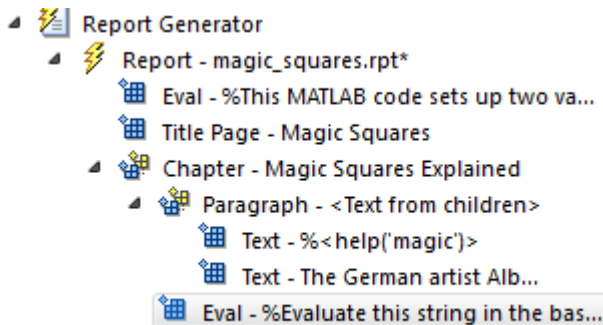 Report Generator
Report - magic_squares.rpt*
Eval - %This MATLAB code sets up two va...
Title Page - Magic Squares
Chapter - Magic Squares Explained
Paragraph - <Text from children>
Text - %<help('magic')>
Text - The German artist Alb...
Eval - %Evaluate this string in the bas...